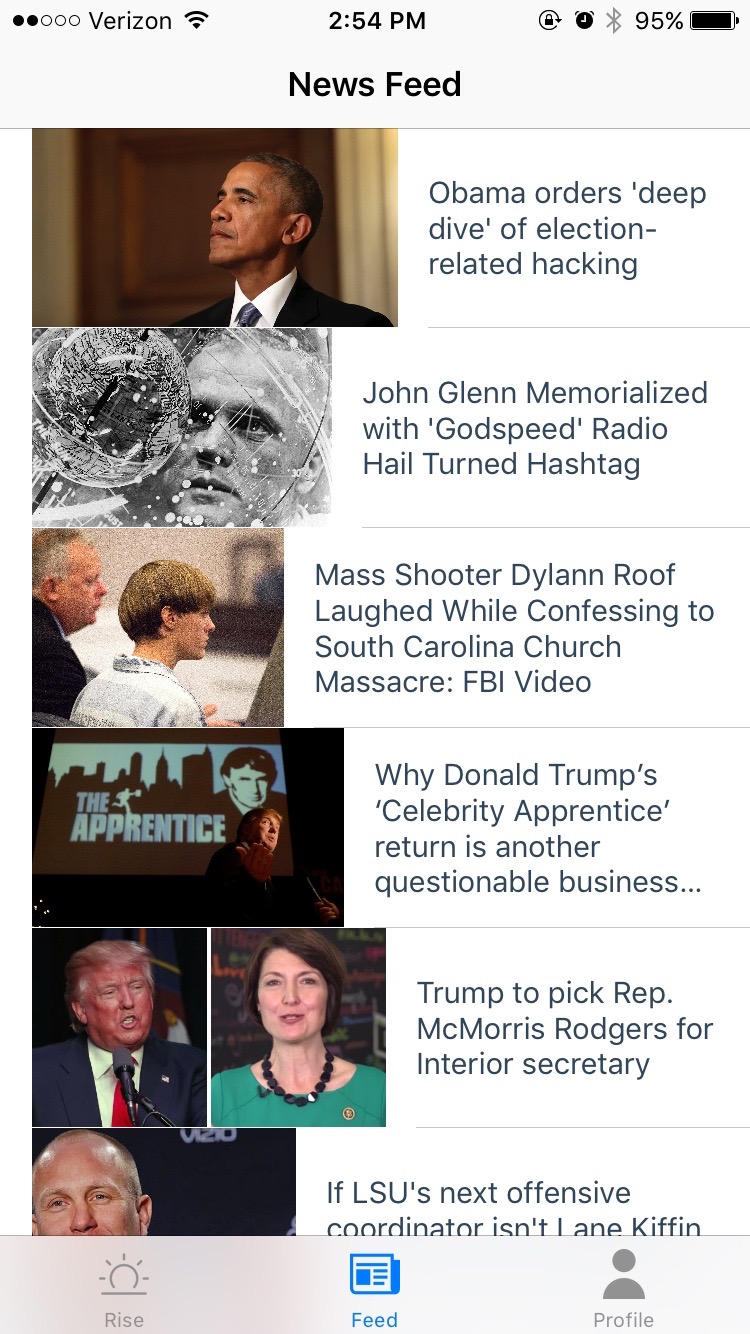 Verizon
2:54 PM
95%
News Feed
Obama orders 'deep
dive' of election-
related hacking
John Glenn Memorialized
with 'Godspeed' Radio
Hail Turned Hashtag
Mass Shooter Dylann Roof
Laughed While Confessing to
South Carolina Church
Massacre: FBI Video
THE
APPRENTICE
Why Donald Trump’s
‘Celebrity Apprentice’
return is another
questionable business...
Trump to pick Rep.
McMorris Rodgers for
Interior secretary
VIZIO
If LSU's next offensive
coordinator isn't Lane Kiffin
Rise
Feed
Profile